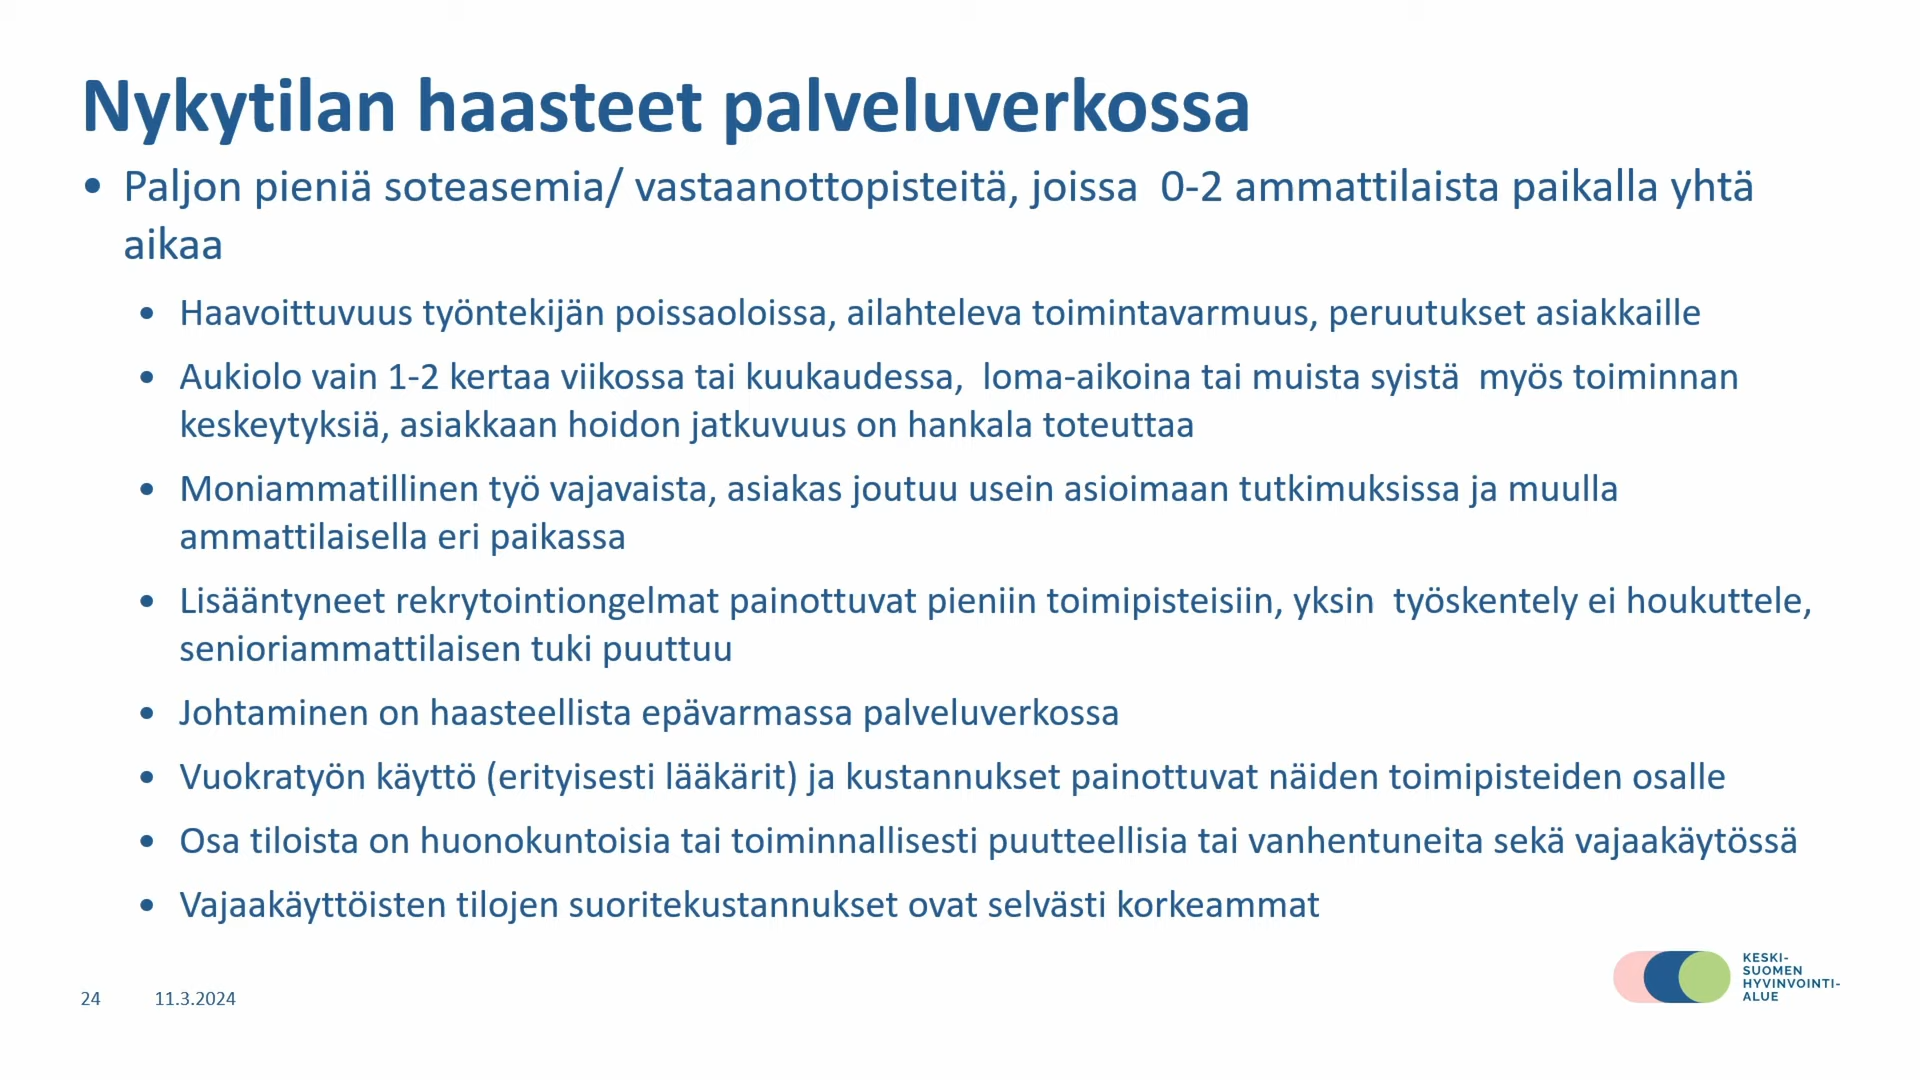 Nykytilan haasteet palveluverkossa
• Paljon pieniä soteasemia/ vastaanottopisteitä, joissa  0-2 ammattilaista paikalla yhtä
aikaa
• Haavoittuvuus työntekijän poissaoloissa, ailahteleva toimintavarmuus, peruutukset asiakkaille
• Aukiolo vain 1-2 kertaa viikossa tai kuukaudessa,  loma-aikoina tai muista syistä  myös toiminnan
keskeytyksiä, asiakkaan hoidon jatkuvuus on hankala toteuttaa
• Moniammatillinen työ vajavaista, asiakas joutuu usein asioimaan tutkimuksissa ja muulla
ammattilaisella eri paikassa
• Lisääntyneet rekrytointiongelmat painottuvat pieniin toimipisteisiin, yksin  työskentely ei houkuttele,
senioriammattilaisen tuki puuttuu
• Johtaminen on haasteellista epävarmassa palveluverkossa
• Vuokratyön käyttö (erityisesti lääkärit) ja kustannukset painottuvat näiden toimipisteiden osalle
• Osa tiloista on huonokuntoisia tai toiminnallisesti puutteellisia tai vanhentuneita sekä vajaakäytössä
• Vajaakäyttöisten tilojen suoritekustannukset ovat selvästi korkeammat
24 11.3.2024
KESKI-
SUOMEN
HYVINVOINTI-
ALUE